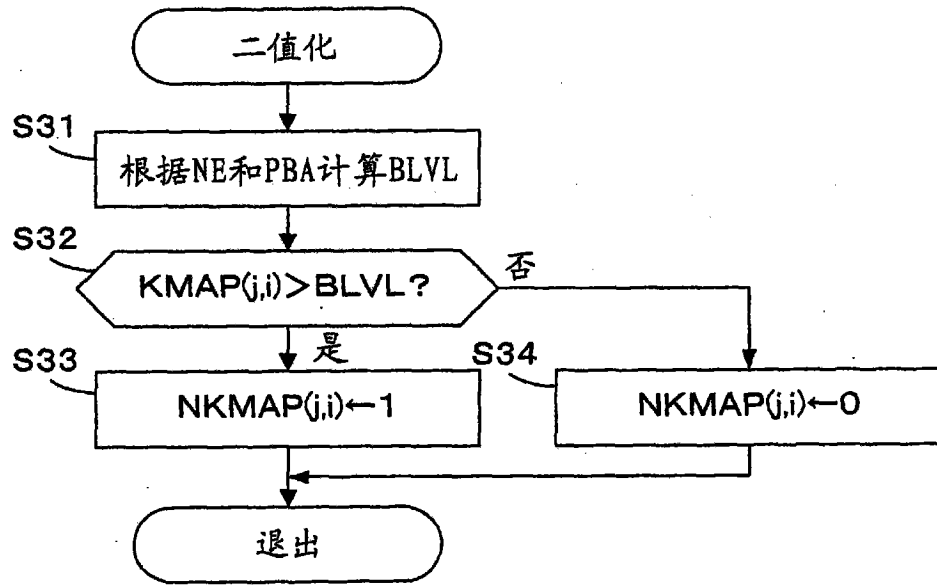 二值化
S31
根据NE和PBA计算BLVL
S32
KMAP(j,i)>BLVL?
否
是
S33
NKMAP(j,i)←1
S34
NKMAP(j,i)←0
退出